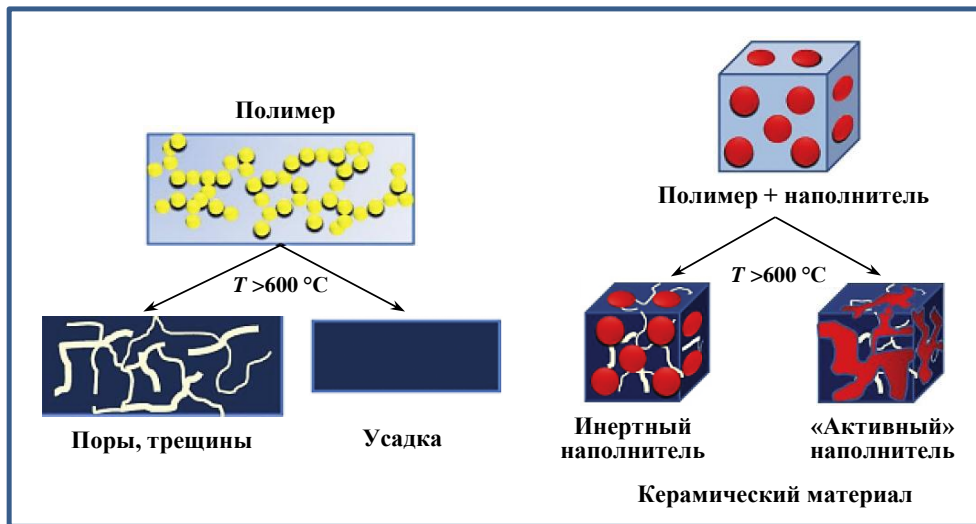 Полимер
T >600 °C
Поры, трещины
Усадка
Полимер + наполнитель
T >600 °C
Инертный
наполнитель
«Активный»
наполнитель
Керамический материал